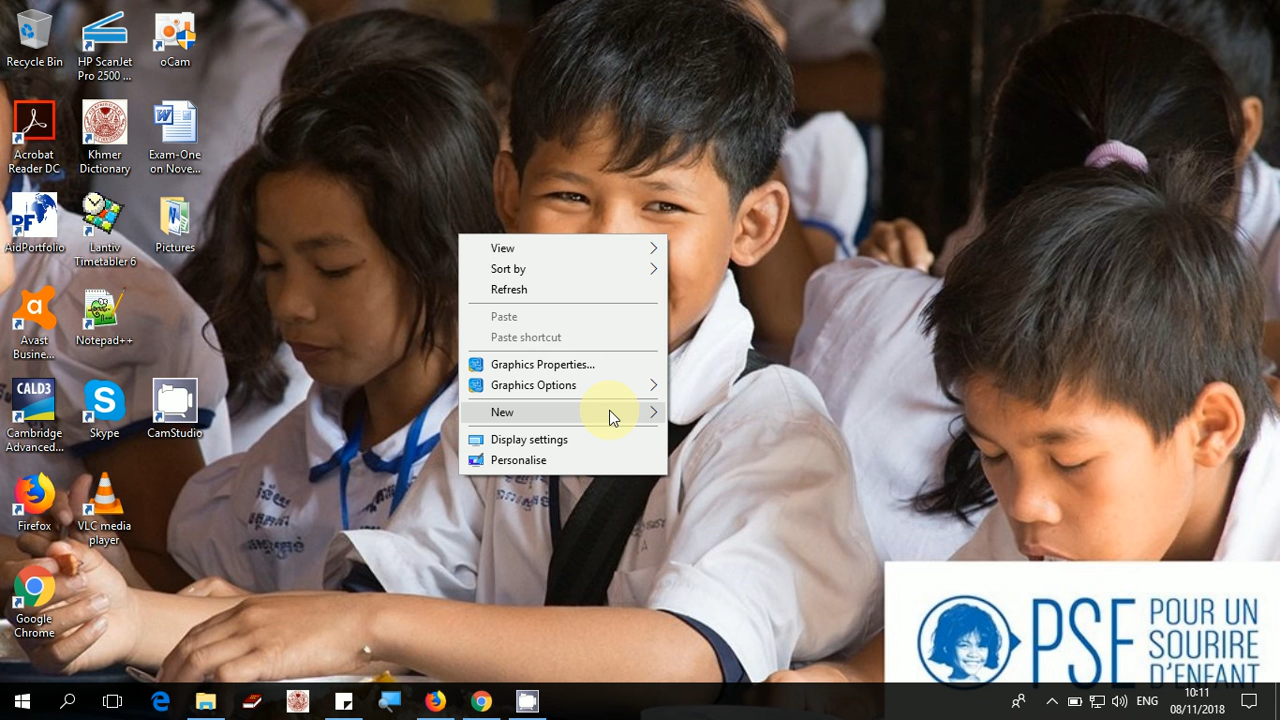 Recycle Bin
HP ScanJet
Pro 2500 ...
oCam
Acrobat
Reader DC
Khmer
Dictionary
Exam-One
on Nove...
AidPortfolio
Lantiv
Timetabler 6
Pictures
Avast
Busine...
Notepad++
CALD3
Cambridge
Advanced...
Skype
CamStudio
Firefox
VLC media
player
Google
Chrome
View
Sort by
Refresh
Paste
Paste shortcut
Graphics Properties...
Graphics Options
New
Display settings
Personalise
PSE
POUR UN
SOURIRE
D'ENFANT
ENG
10:11
08/11/2018